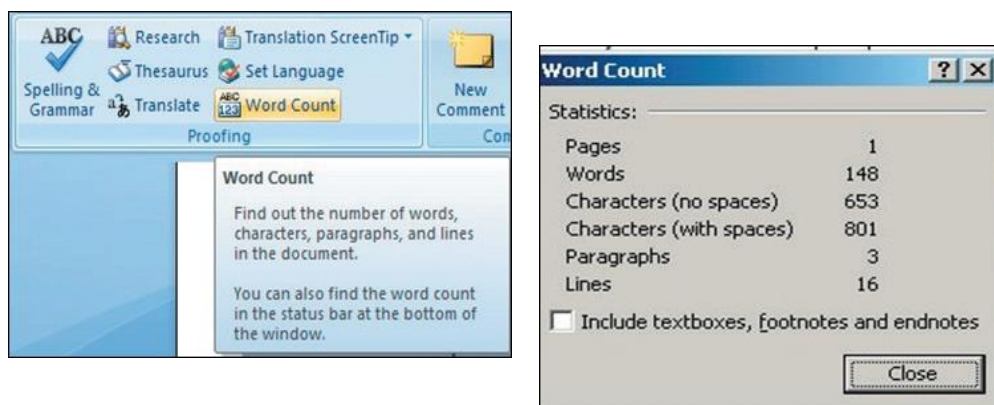 ABC
Spelling &
Grammar
Research
Thesaurus
Translate
Translation ScreenTip
Set Language
ABC
123 Word Count
New
Comment
Proofing
Word Count
Find out the number of words,
characters, paragraphs, and lines
in the document.
You can also find the word count
in the status bar at the bottom of
the window.
Word Count
Statistics:
Pages 1
Words 148
Characters (no spaces) 653
Characters (with spaces) 801
Paragraphs 3
Lines 16
Include textboxes, footnotes and endnotes
Close